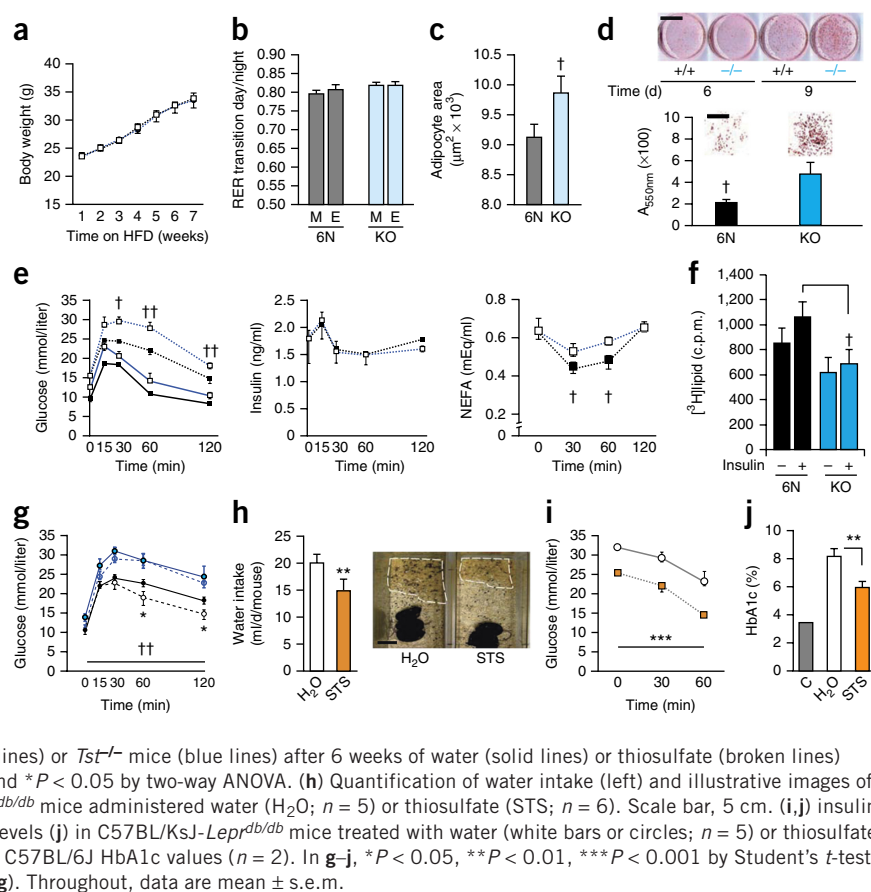 a
Body weight (g)
40
35
30
25
20
15
1 2 3 4 5 6 7
Time on HFD (weeks)
b
RER transition day/night
0.90
0.85
0.80
0.75
0.70
0.65
0.60
0.55
0.50
M E M E
6N KO
c
Adipocyte area
(μm² × 10³)
10.5
10.0
9.5
9.0
8.5
8.0
†
6N KO
d
+/+ –/– +/+ –/–
Time (d) 6 9
A550nm (×100)
10
8
6
4
2
0
†
6N KO
e
Glucose (mmol/liter)
35
30
25
20
15
10
5
0
† †† ††
0 15 30 60 120
Time (min)
Insulin (ng/ml)
2.5
2.0
1.5
1.0
0.5
0
0 15 30 60 120
Time (min)
NEFA (mEq/ml)
0.8
0.6
0.4
0.2
0
† †
0 30 60 120
Time (min)
f
[³H]lipid (c.p.m.)
1,400
1,200
1,000
800
600
400
200
0
†
Insulin – + – +
6N KO
g
Glucose (mmol/liter)
35
30
25
20
15
10
5
0
* *
††
0 15 30 60 120
Time (min)
h
Water intake
(ml/d/mouse)
25
20
15
10
5
0
**
H₂O STS
H₂O STS
i
Glucose (mmol/liter)
35
30
25
20
15
10
5
0
***
0 30 60
Time (min)
j
HbA1c (%)
10
8
6
4
2
0
**
C H₂O STS
lines) or Tst–/– mice (blue lines) after 6 weeks of water (solid lines) or thiosulfate (broken lines)
nd *P < 0.05 by two-way ANOVA. (h) Quantification of water intake (left) and illustrative images of
db/db mice administered water (H₂O; n = 5) or thiosulfate (STS; n = 6). Scale bar, 5 cm. (i,j) insulin
evels (j) in C57BL/KsJ-Leprdb/db mice treated with water (white bars or circles; n = 5) or thiosulfate
C57BL/6J HbA1c values (n = 2). In g–j, *P < 0.05, **P < 0.01, ***P < 0.001 by Student's t-test
g). Throughout, data are mean ± s.e.m.